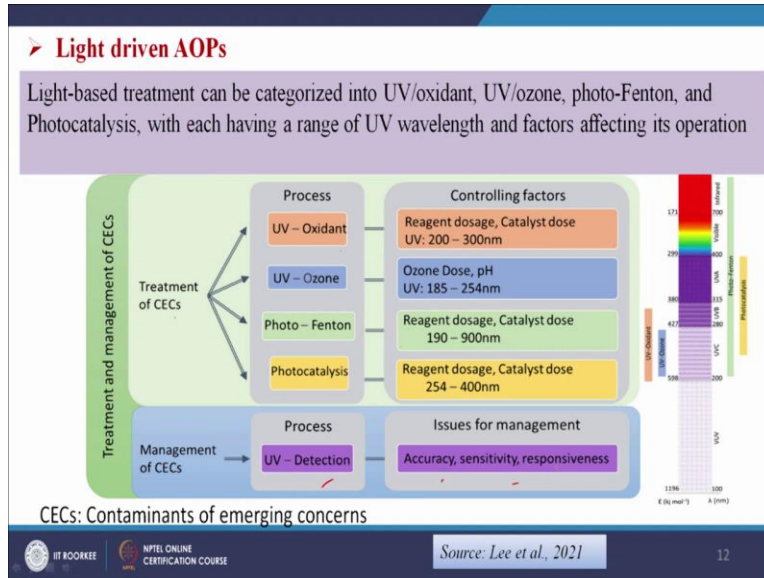 ➢ Light driven AOPs
Light-based treatment can be categorized into UV/oxidant, UV/ozone, photo-Fenton, and
Photocatalysis, with each having a range of UV wavelength and factors affecting its operation
Treatment and management of CECs
Treatment
of CECs
Process
UV – Oxidant
UV – Ozone
Photo – Fenton
Photocatalysis
Controlling factors
Reagent dosage, Catalyst dose
UV: 200 – 300nm
Ozone Dose, pH
UV: 185 – 254nm
Reagent dosage, Catalyst dose
190 – 900nm
Reagent dosage, Catalyst dose
254 – 400nm
Management
of CECs
Process
UV – Detection
Issues for management
Accuracy, sensitivity, responsiveness
171
299
380
427
598
1196
E (kJ mol⁻¹)
700
400
315
280
200
100
λ (nm)
Infrared
Visible
UVA
UVB
UVC
VUV
UV-Oxidant
UV-Ozone
Photo-Fenton
Photocatalysis
CECs: Contaminants of emerging concerns
IIT ROORKEE
NPTEL ONLINE
CERTIFICATION COURSE
Source: Lee et al., 2021
12